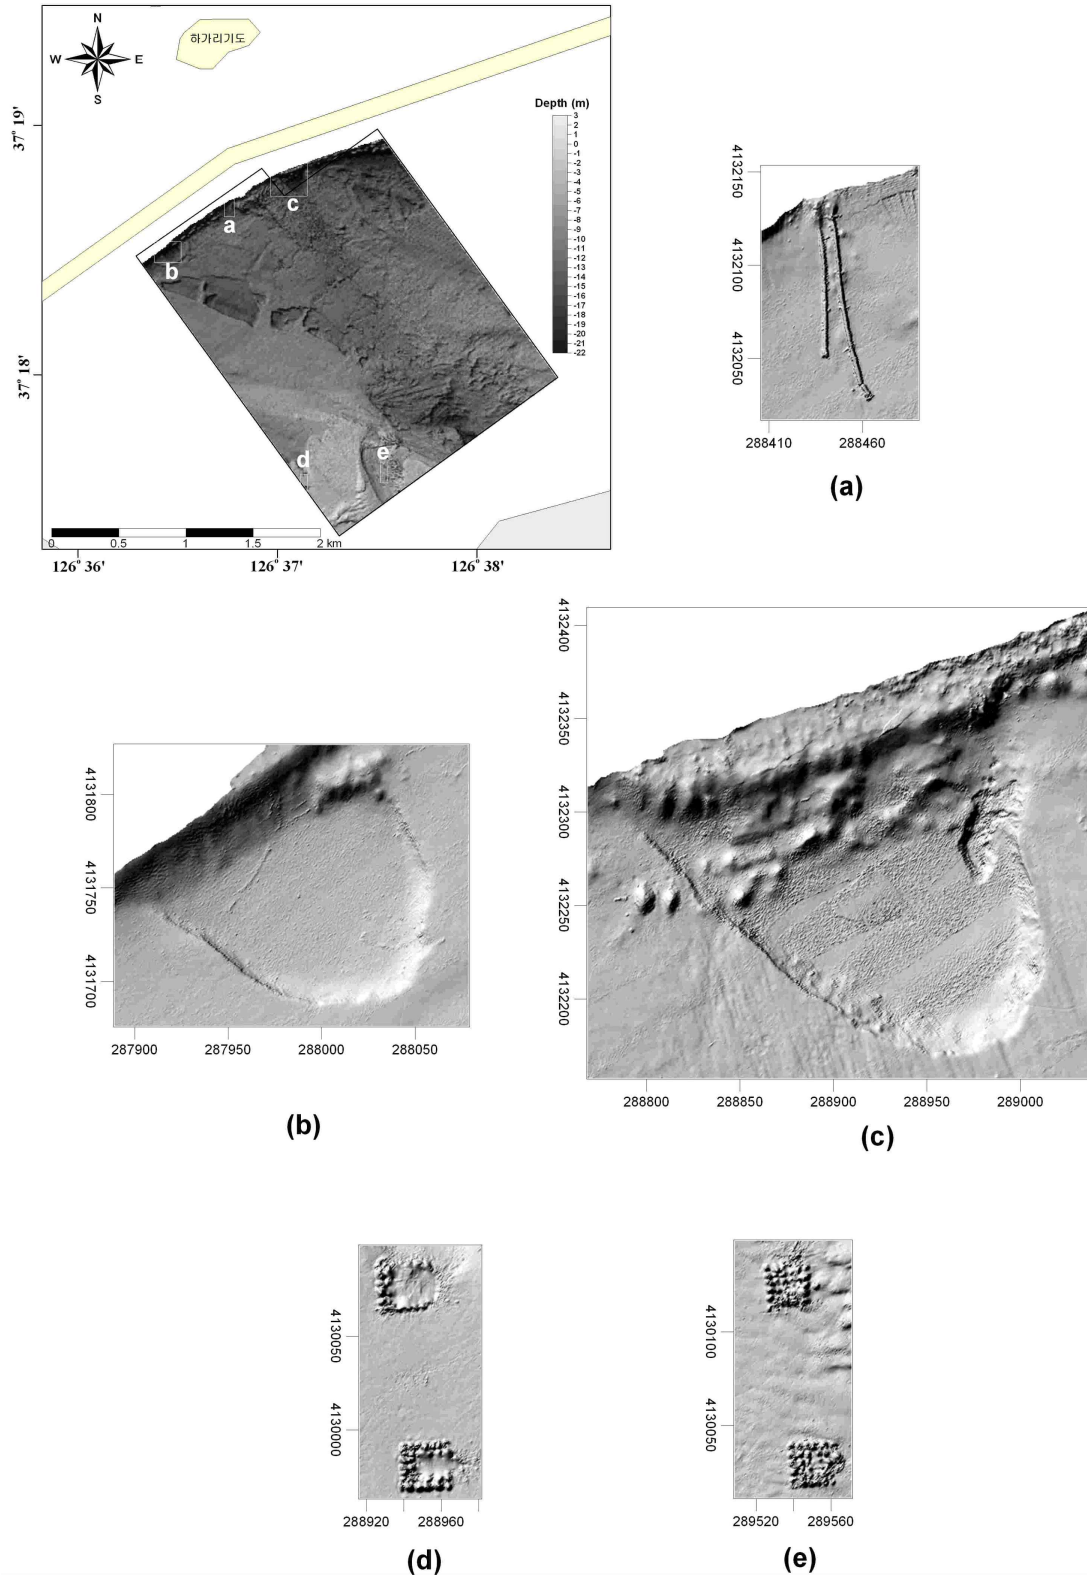 N
W E
S
하가리기도
Depth (m)
3
2
1
0
-1
-2
-3
-4
-5
-6
-7
-8
-9
-10
-11
-12
-13
-14
-15
-16
-17
-18
-19
-20
-21
-22
37° 19'
37° 18'
a
c
b
d
e
0 0.5 1 1.5 2 km
126° 36' 126° 37' 126° 38'
4132150
4132100
4132050
288410 288460
(a)
4131800
4131750
4131700
287900 287950 288000 288050
(b)
4132400
4132350
4132300
4132250
4132200
288800 288850 288900 288950 289000
(c)
4130050
4130000
288920 288960
(d)
4130100
4130050
289520 289560
(e)